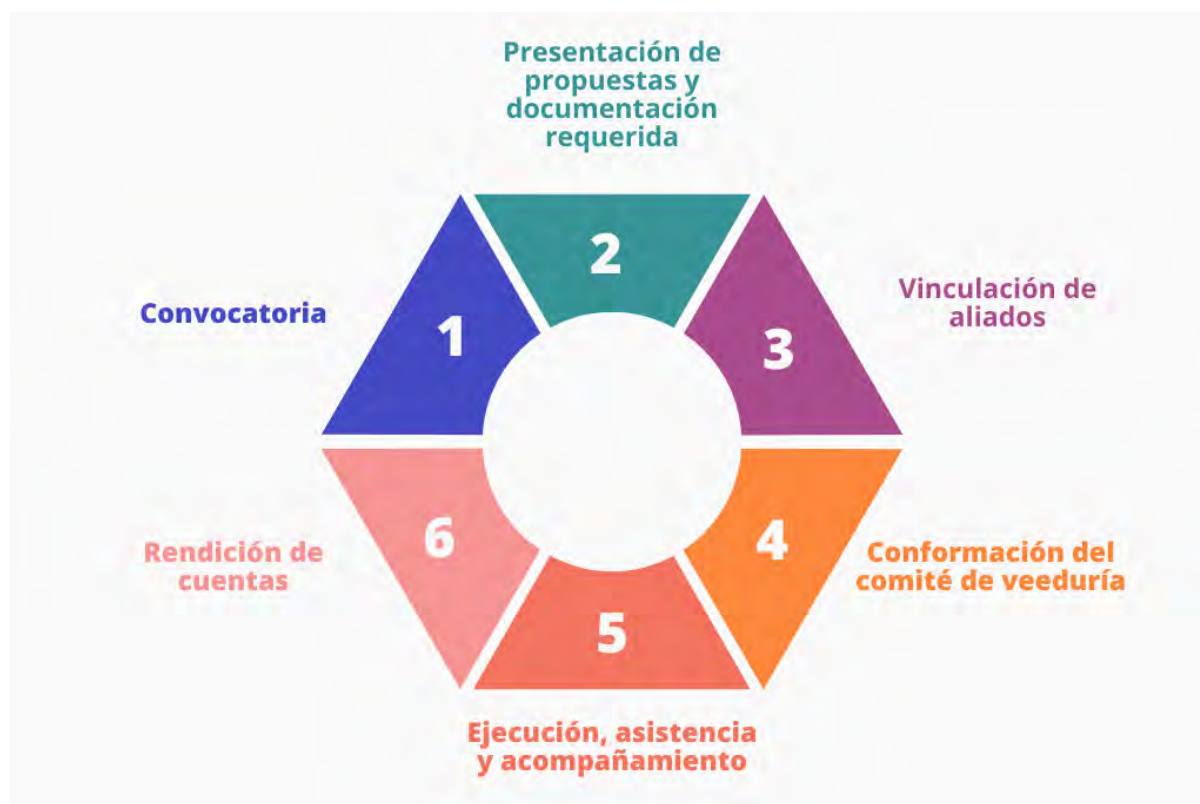 Presentación de
propuestas y
documentación
requerida
2
1
Convocatoria
3
Vinculación de
aliados
6
Rendición de
cuentas
4
Conformación del
comité de veeduría
5
Ejecución, asistencia
y acompañamiento